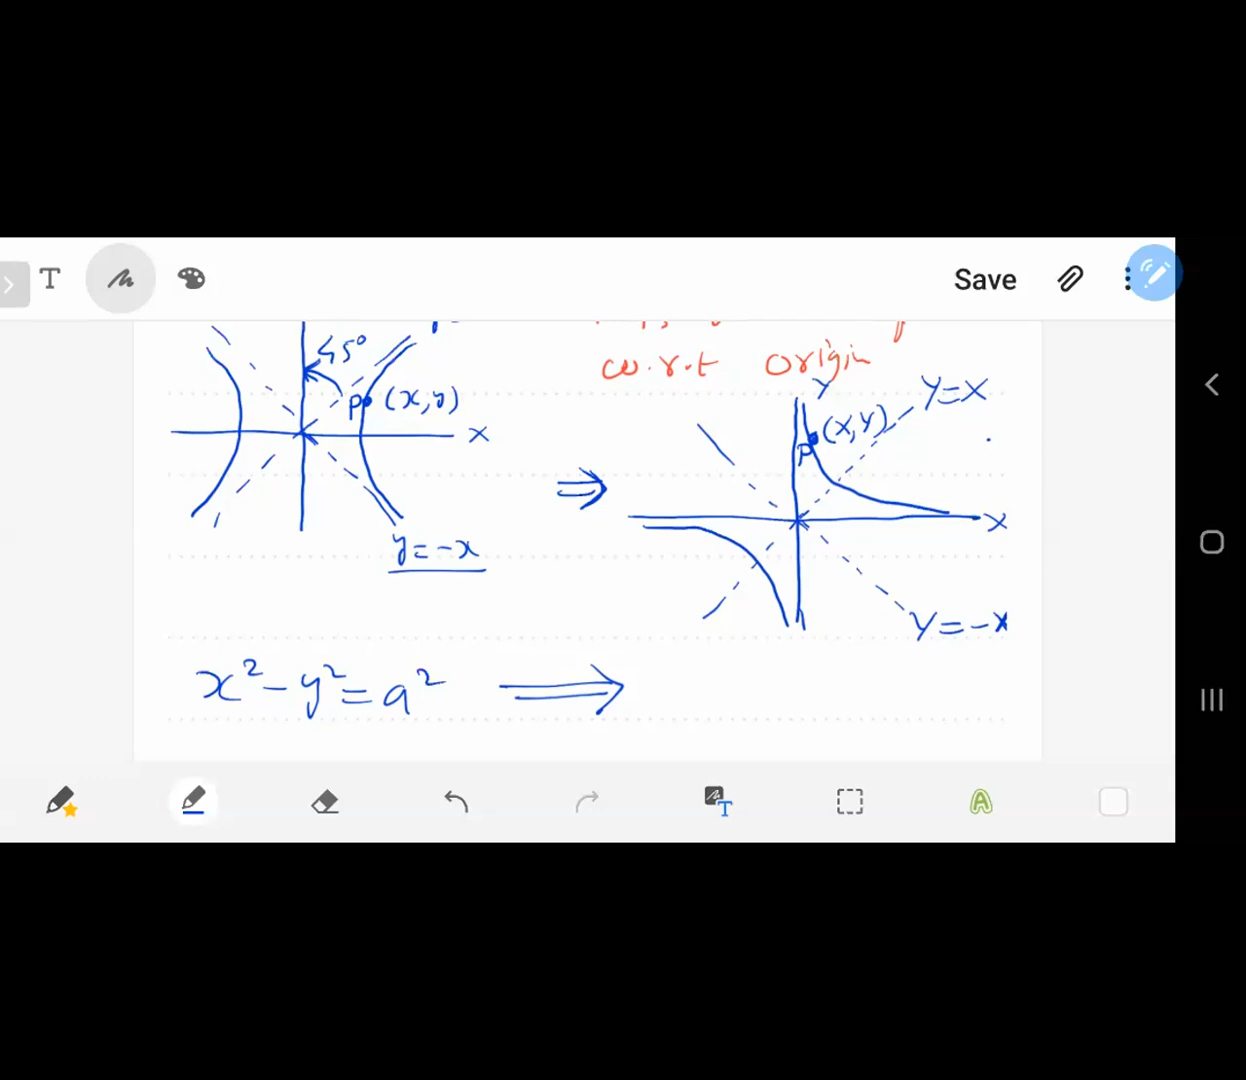 T
Save
45°
w.r.t origin
P (x,y)
x
y = -x
Y
Y=X
P (X,Y)
X
Y = -X
x² - y² = a² ⟹
T
A